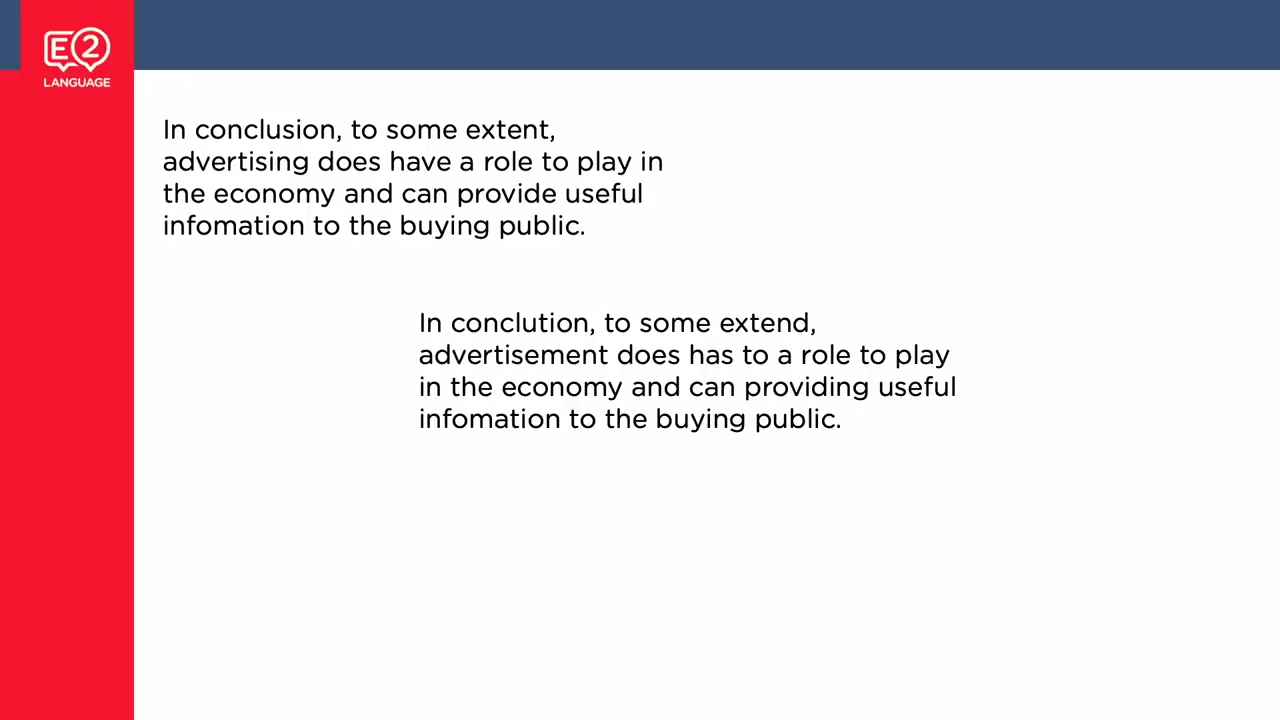 E2
LANGUAGE
In conclusion, to some extent,
advertising does have a role to play in
the economy and can provide useful
infomation to the buying public.
In conclution, to some extend,
advertisement does has to a role to play
in the economy and can providing useful
infomation to the buying public.